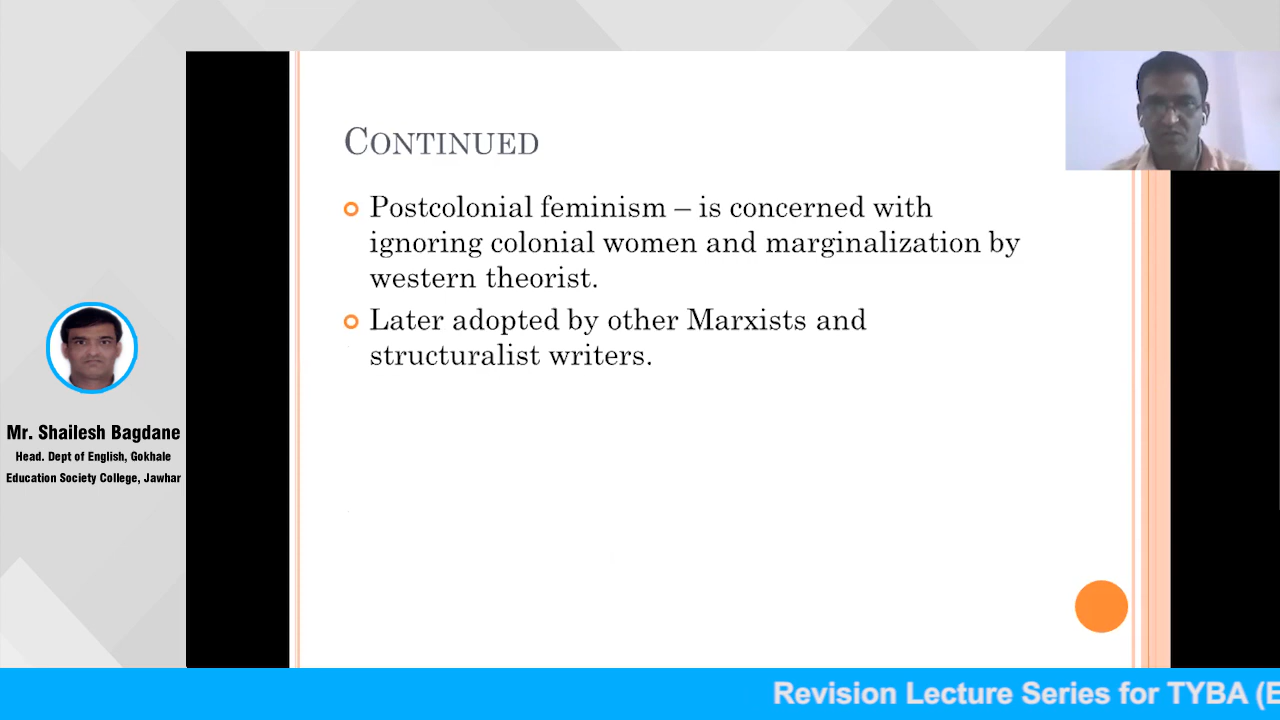 CONTINUED
Postcolonial feminism – is concerned with
ignoring colonial women and marginalization by
western theorist.
Later adopted by other Marxists and
structuralist writers.
Mr. Shailesh Bagdane
Head. Dept of English, Gokhale
Education Society College, Jawhar
Revision Lecture Series for TYBA (E